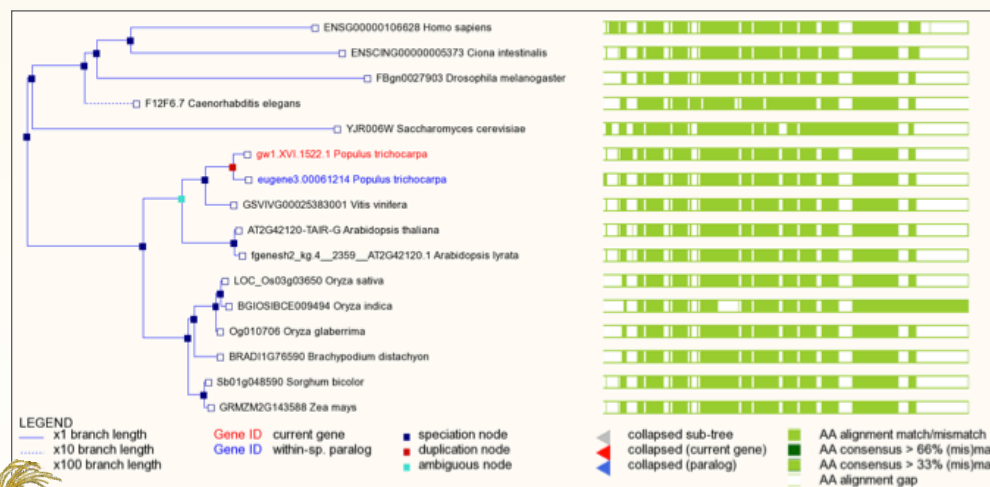 ENSG00000106628 Homo sapiens
ENSCING00000005373 Ciona intestinalis
FBgn0027903 Drosophila melanogaster
F12F6.7 Caenorhabditis elegans
YJR006W Saccharomyces cerevisiae
gw1.XVI.1522.1 Populus trichocarpa
eugene3.00061214 Populus trichocarpa
GSVIVG00025383001 Vitis vinifera
AT2G42120-TAIR-G Arabidopsis thaliana
fgenesh2_kg.4__2359__AT2G42120.1 Arabidopsis lyrata
LOC_Os03g03650 Oryza sativa
BGIOSIBCE009494 Oryza indica
Og010706 Oryza glaberrima
BRADI1G76590 Brachypodium distachyon
Sb01g048590 Sorghum bicolor
GRMZM2G143588 Zea mays
LEGEND
x1 branch length Gene ID current gene speciation node collapsed sub-tree AA alignment match/mismatch
x10 branch length Gene ID within-sp. paralog duplication node collapsed (current gene) AA consensus > 66% (mis)ma
x100 branch length ambiguous node collapsed (paralog) AA consensus > 33% (mis)ma
AA alignment gap